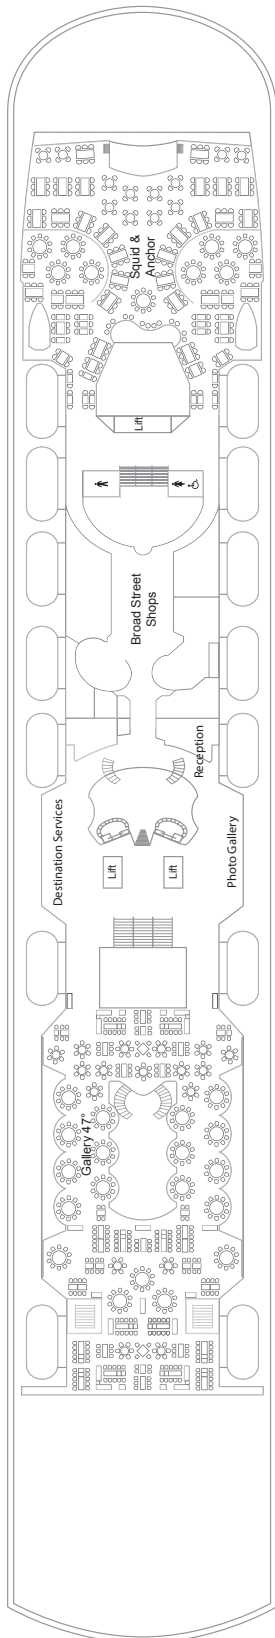 Squid &
Anchor
Lift
Broad Street
Shops
Reception
Destination Services
Photo Gallery
Lift
Lift
Gallery 47°